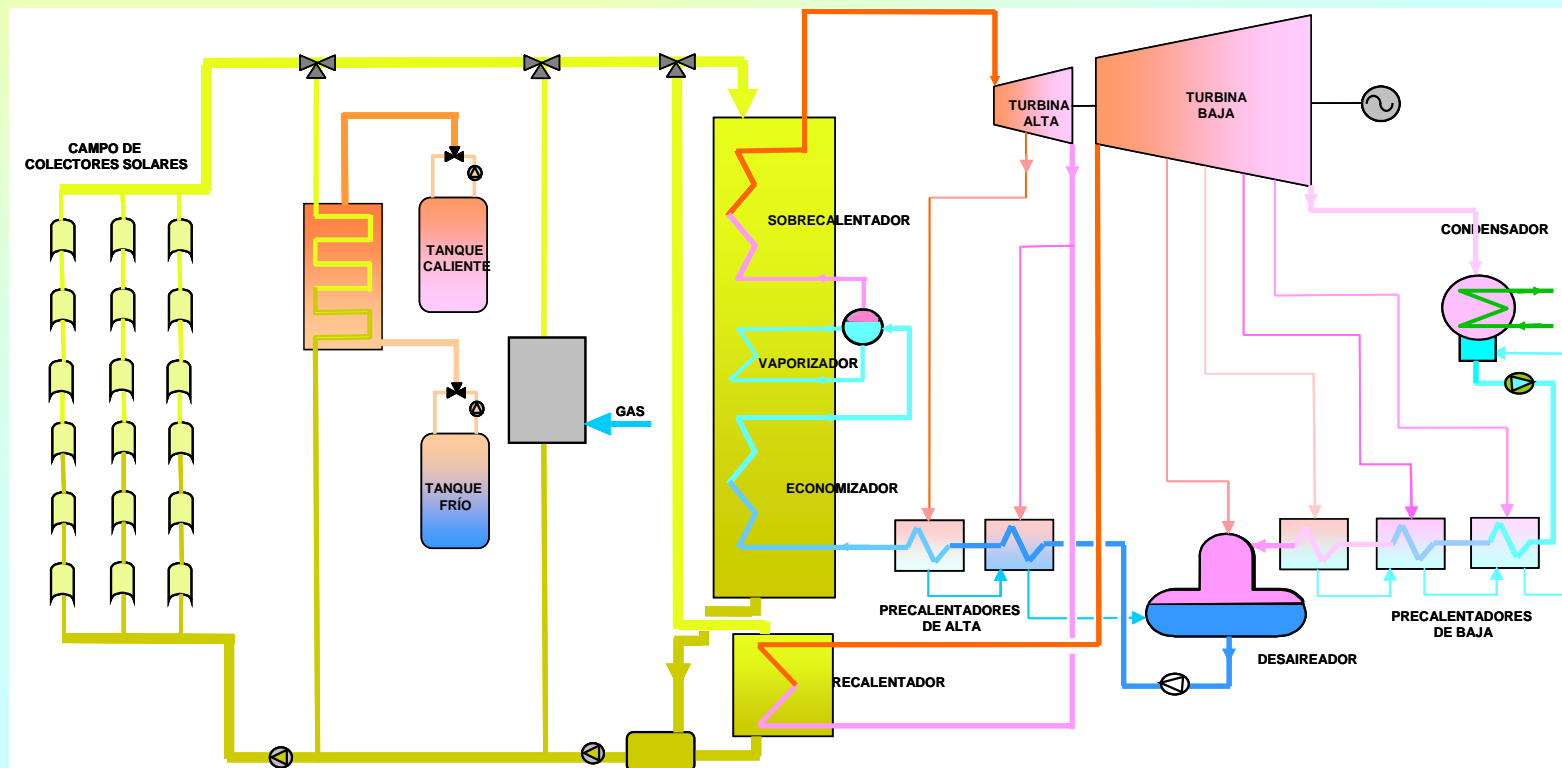 CAMPO DE
COLECTORES SOLARES
TANQUE
CALIENTE
TANQUE
FRÍO
GAS
SOBRECALENTADOR
VAPORIZADOR
ECONOMIZADOR
RECALENTADOR
TURBINA
ALTA
TURBINA
BAJA
CONDENSADOR
PRECALENTADORES
DE ALTA
PRECALENTADORES
DE BAJA
DESAIREADOR